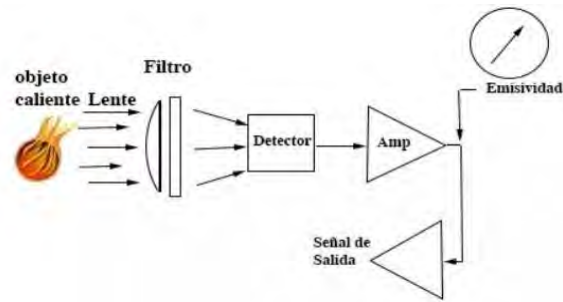 Filtro
objeto
caliente
Lente
Detector
Amp
Emisividad
Señal de
Salida